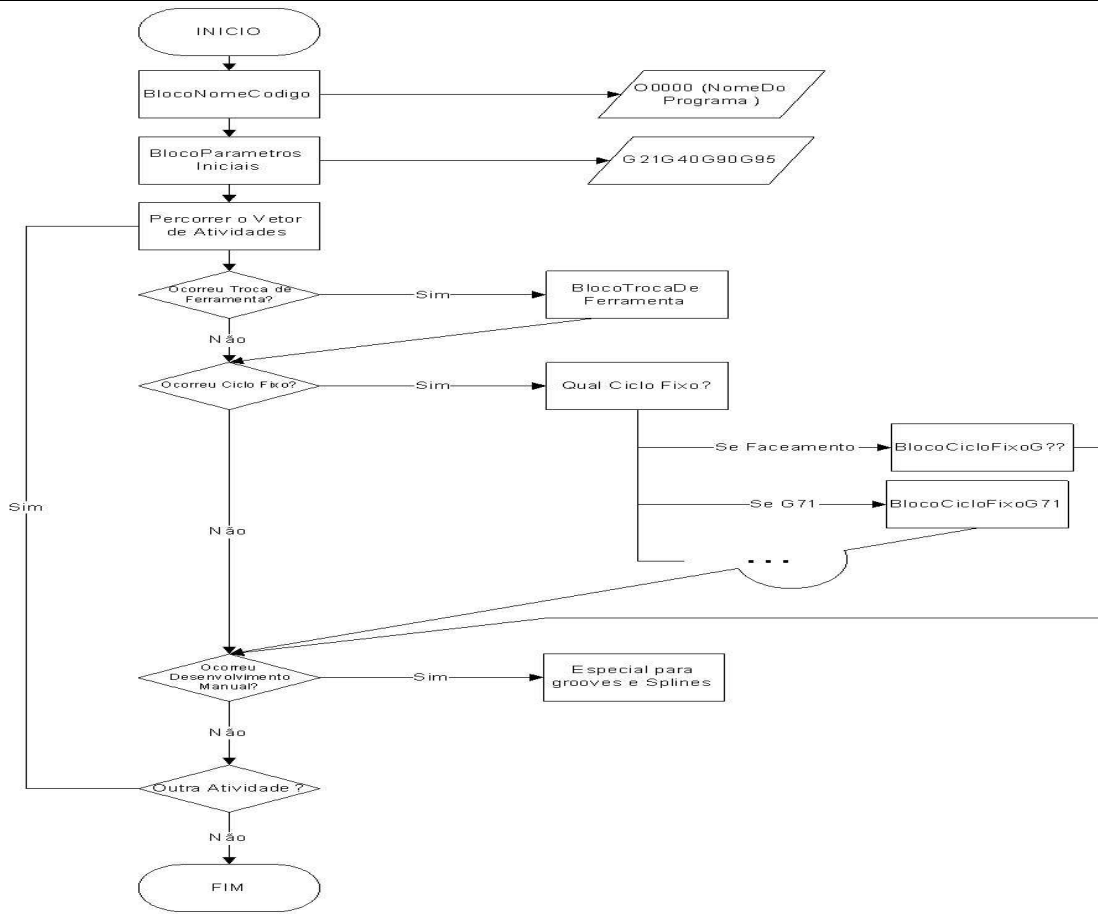 INICIO
BlocoNomeCodigo
O0000 (NomeDo
Programa )
BlocoParametros
Iniciais
G21G40G90G95
Percorrer o Vetor
de Atividades
Ocorreu Troca de
Ferramenta?
Sim
BlocoTrocaDe
Ferramenta
Não
Ocorreu Ciclo Fixo?
Sim
Qual Ciclo Fixo?
Se Faceamento
BlocoCicloFixoG??
Se G71
BlocoCicloFixoG71
Sim
Não
...
Ocorreu
Desenvolvimento
Manual?
Sim
Especial para
grooves e Splines
Não
Outra Atividade ?
Não
FIM